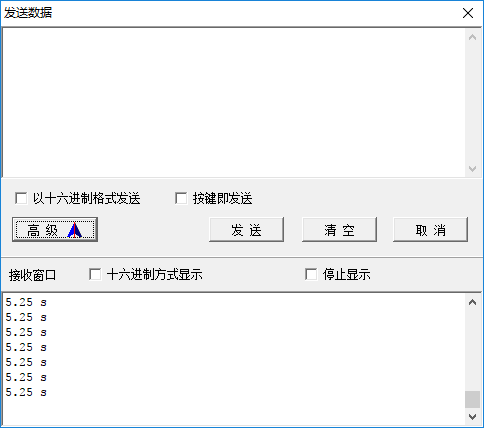 发送数据
以十六进制格式发送 按键即发送
高 级 发 送 清 空 取 消
接收窗口 十六进制方式显示 停止显示
5.25 s
5.25 s
5.25 s
5.25 s
5.25 s
5.25 s
5.25 s